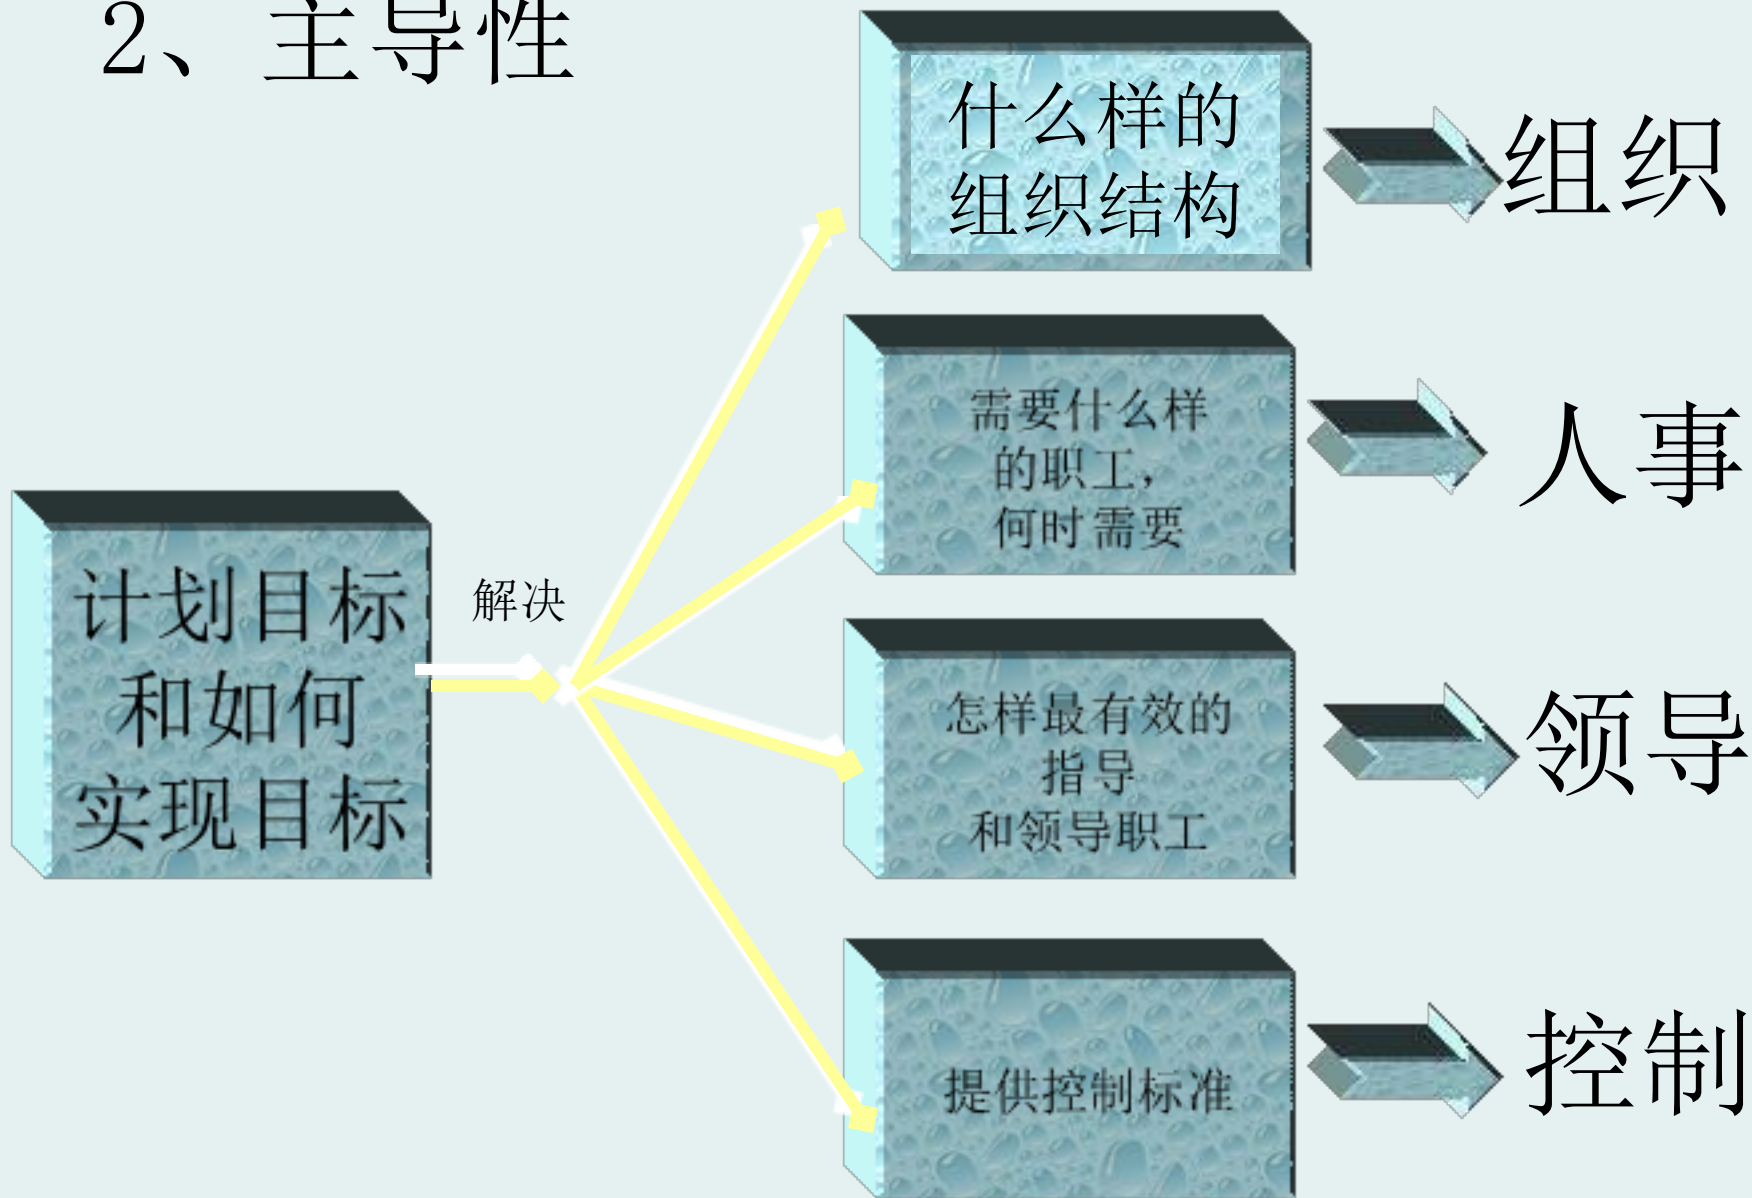 2、主导性
什么样的
组织结构
组织
需要什么样
的职工，
何时需要
人事
计划目标
和如何
实现目标
解决
怎样最有效的
指导
和领导职工
领导
提供控制标准
控制